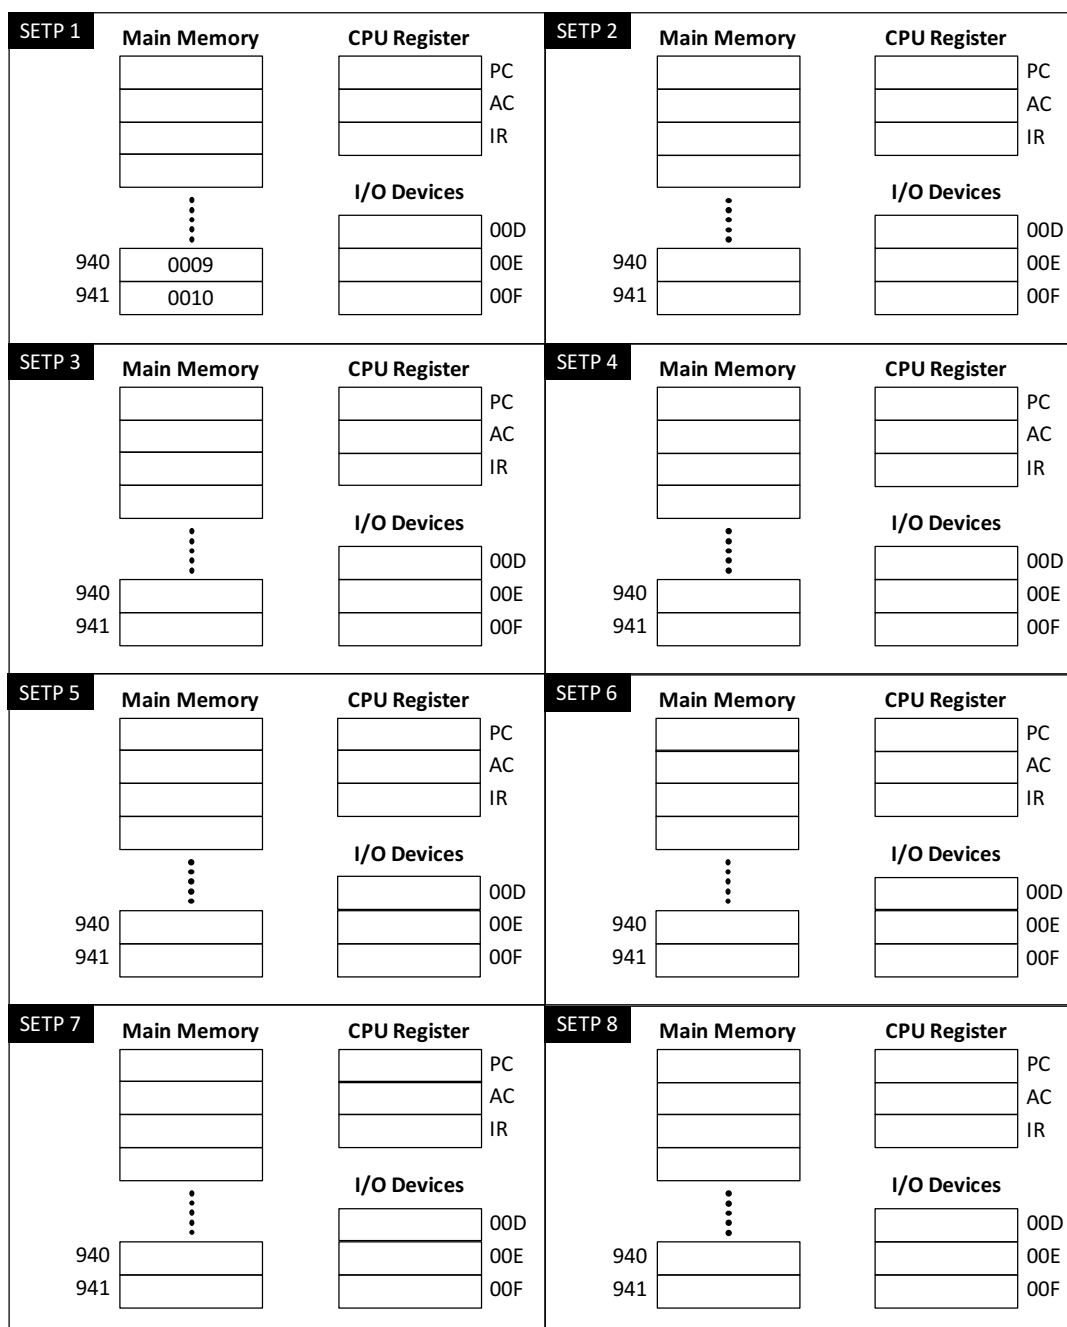 SETP 1
Main Memory
CPU Register
PC
AC
IR
I/O Devices
00D
940
0009
00E
941
0010
00F
SETP 2
Main Memory
CPU Register
PC
AC
IR
I/O Devices
00D
940
00E
941
00F
SETP 3
Main Memory
CPU Register
PC
AC
IR
I/O Devices
00D
940
00E
941
00F
SETP 4
Main Memory
CPU Register
PC
AC
IR
I/O Devices
00D
940
00E
941
00F
SETP 5
Main Memory
CPU Register
PC
AC
IR
I/O Devices
00D
940
00E
941
00F
SETP 6
Main Memory
CPU Register
PC
AC
IR
I/O Devices
00D
940
00E
941
00F
SETP 7
Main Memory
CPU Register
PC
AC
IR
I/O Devices
00D
940
00E
941
00F
SETP 8
Main Memory
CPU Register
PC
AC
IR
I/O Devices
00D
940
00E
941
00F